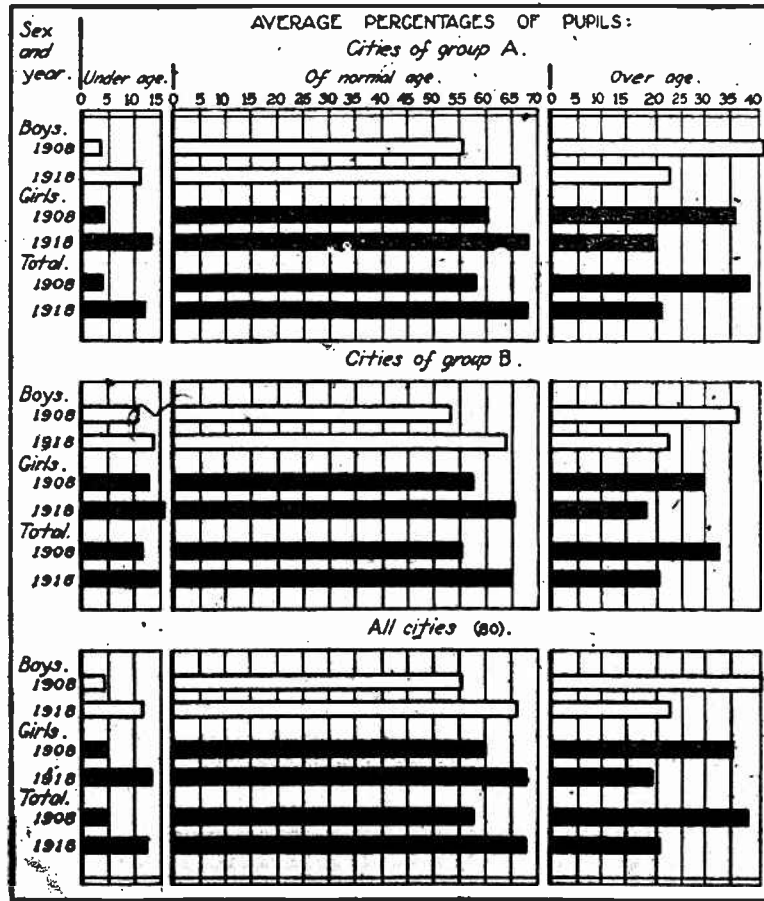 AVERAGE PERCENTAGES OF PUPILS:
Sex and year.
Cities of group A.
Under age. Of normal age. Over age.
0 5 10 15 0 5 10 15 20 25 30 35 40 45 50 55 60 65 70 0 5 10 15 20 25 30 35 40
Boys.
1908
1918
Girls.
1908
1918
Total.
1908
1918
Cities of group B.
Boys.
1908
1918
Girls.
1908
1918
Total.
1908
1918
All cities (80).
Boys.
1908
1918
Girls.
1908
1918
Total.
1908
1918